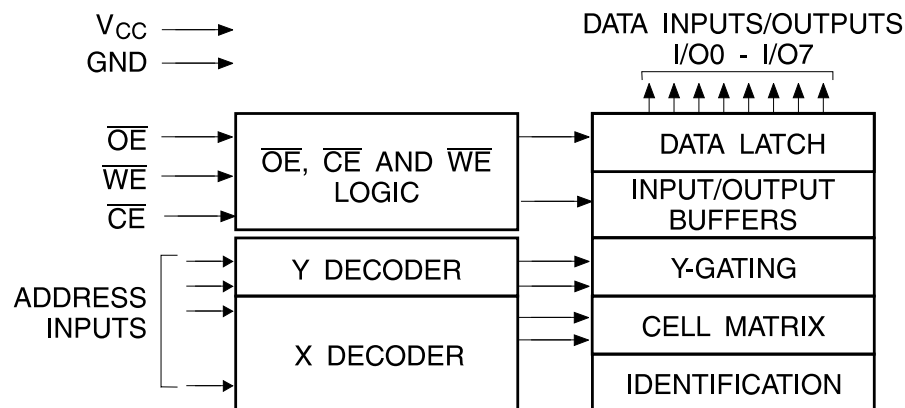 VCC
GND
OE
WE
CE
ADDRESS
INPUTS
OE, CE AND WE
LOGIC
Y DECODER
X DECODER
DATA INPUTS/OUTPUTS
I/O0 - I/O7
DATA LATCH
INPUT/OUTPUT
BUFFERS
Y-GATING
CELL MATRIX
IDENTIFICATION